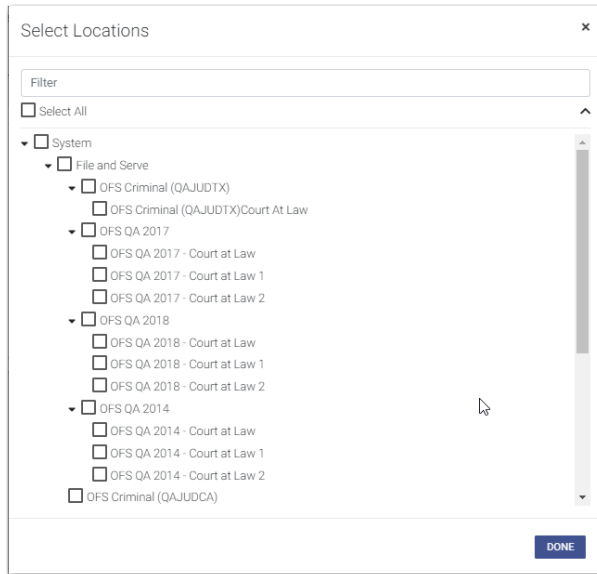 Select Locations
Filter
Select All
System
File and Serve
OFS Criminal (QAJUDTX)
OFS Criminal (QAJUDTX)Court At Law
OFS QA 2017
OFS QA 2017 - Court at Law
OFS QA 2017 - Court at Law 1
OFS QA 2017 - Court at Law 2
OFS QA 2018
OFS QA 2018 - Court at Law
OFS QA 2018 - Court at Law 1
OFS QA 2018 - Court at Law 2
OFS QA 2014
OFS QA 2014 - Court at Law
OFS QA 2014 - Court at Law 1
OFS QA 2014 - Court at Law 2
OFS Criminal (QAJUDCA)
DONE